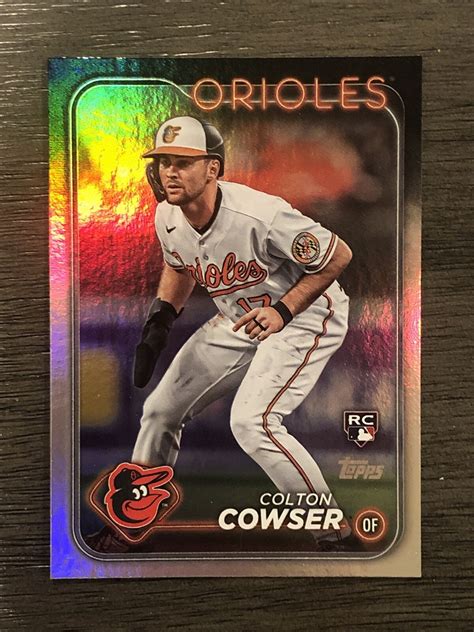 ORIOLES
Orioles
17
RC
Topps
COLTON
COWSER
OF